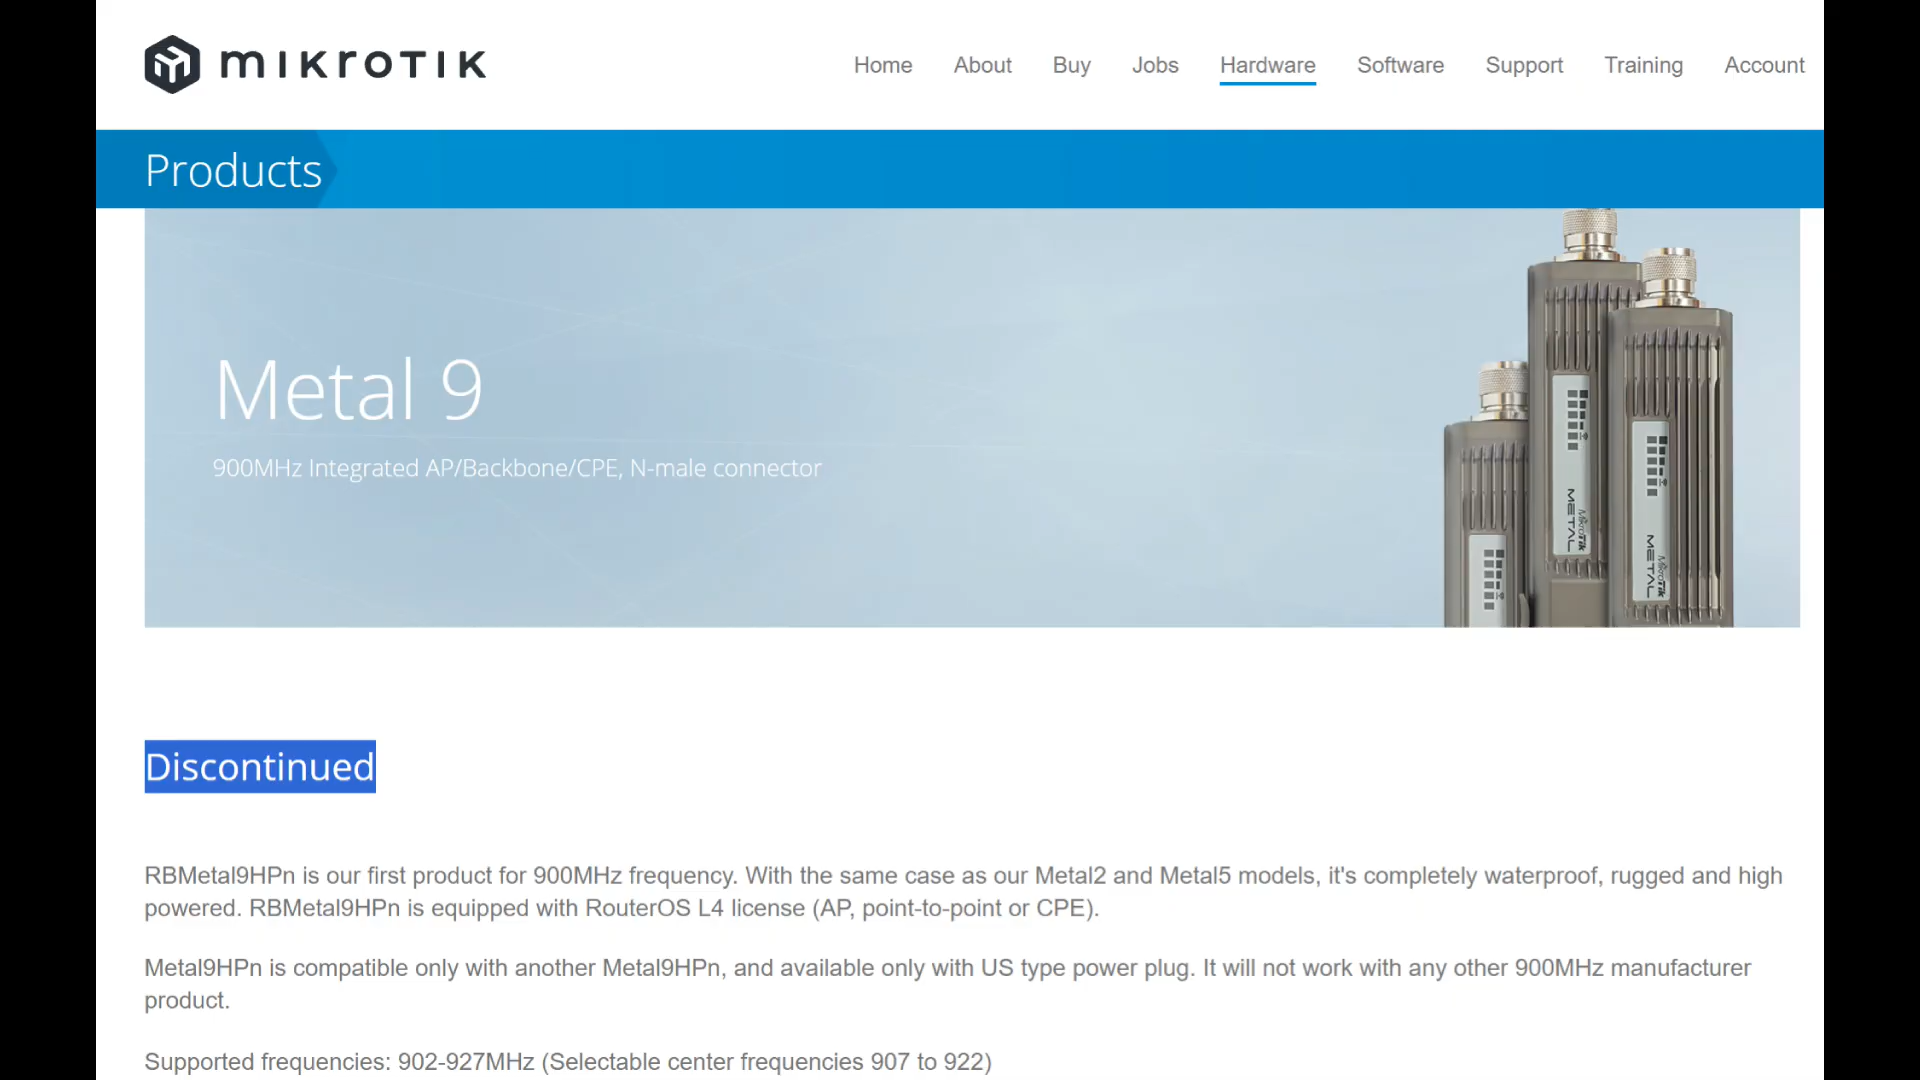 mikrotik
Home About Buy Jobs Hardware Software Support Training Account
Products
Metal 9
900MHz Integrated AP/Backbone/CPE, N-male connector
METAL MikroTik
METAL MikroTik
Discontinued
RBMetal9HPn is our first product for 900MHz frequency. With the same case as our Metal2 and Metal5 models, it's completely waterproof, rugged and high
powered. RBMetal9HPn is equipped with RouterOS L4 license (AP, point-to-point or CPE).
Metal9HPn is compatible only with another Metal9HPn, and available only with US type power plug. It will not work with any other 900MHz manufacturer
product.
Supported frequencies: 902-927MHz (Selectable center frequencies 907 to 922)